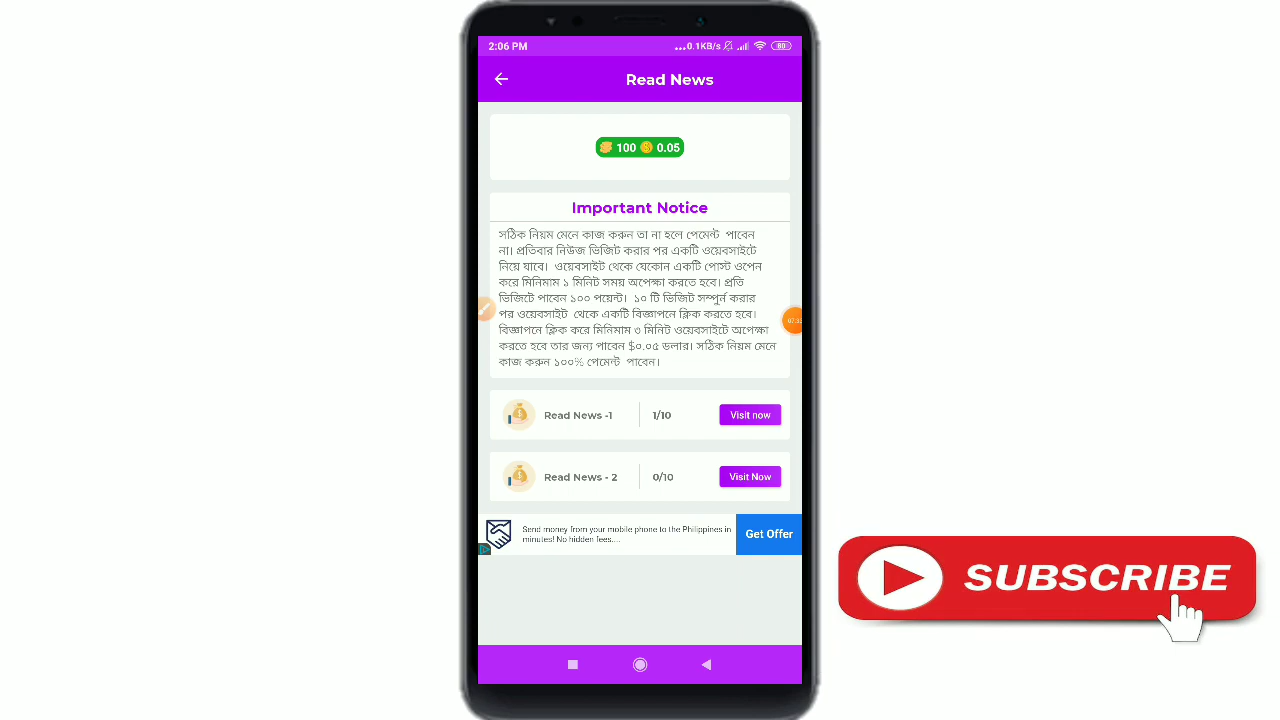 2:06 PM
...0.1KB/s
80
Read News
100 0.05
Important Notice
সঠিক নিয়ম মেনে কাজ করুন তা না হলে পেমেন্ট পাবেন
না। প্রতিবার নিউজ ভিজিট করার পর একটি ওয়েবসাইটে
নিয়ে যাবে। ওয়েবসাইট থেকে যেকোন একটি পোস্ট ওপেন
করে মিনিমাম ১ মিনিট সময় অপেক্ষা করতে হবে। প্রতি
ভিজিটে পাবেন ১০০ পয়েন্ট। ১০ টি ভিজিট সম্পুর্ন করার
পর ওয়েবসাইট থেকে একটি বিজ্ঞাপনে ক্লিক করতে হবে।
বিজ্ঞাপনে ক্লিক করে মিনিমাম ৩ মিনিট ওয়েবসাইটে অপেক্ষা
করতে হবে তার জন্য পাবেন $০.০৫ ডলার। সঠিক নিয়ম মেনে
কাজ করুন ১০০% পেমেন্ট পাবেন।
Read News -1 1/10 Visit now
Read News - 2 0/10 Visit Now
Send money from your mobile phone to the Philippines in
minutes! No hidden fees....
Get Offer
SUBSCRIBE